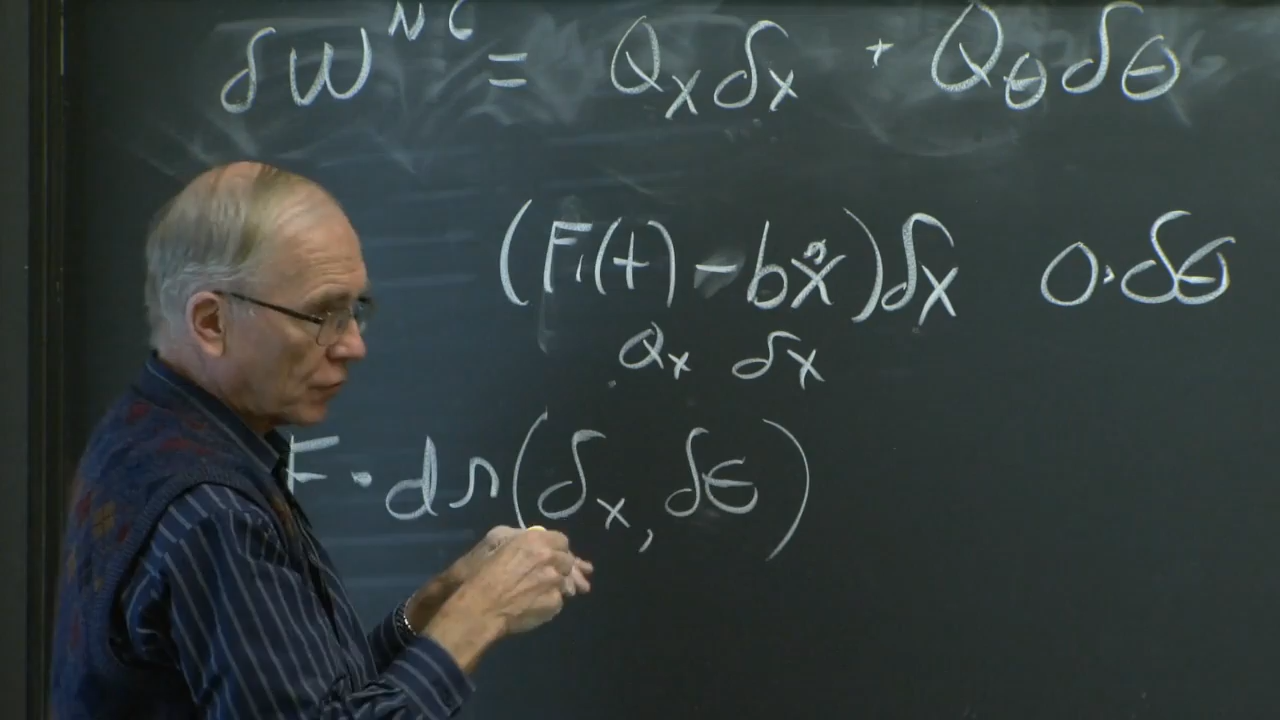 δW^NC = Q_x δx + Q_θ δθ
(F₁(t) - bẋ)δx 0·δθ
Q_x δx
F·dr(δx, δθ)